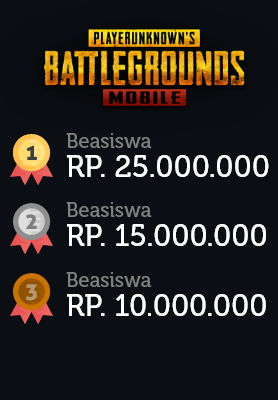 PLAYERUNKNOWN'S
BATTLEGROUNDS
MOBILE
1
Beasiswa
RP. 25.000.000
2
Beasiswa
RP. 15.000.000
3
Beasiswa
RP. 10.000.000